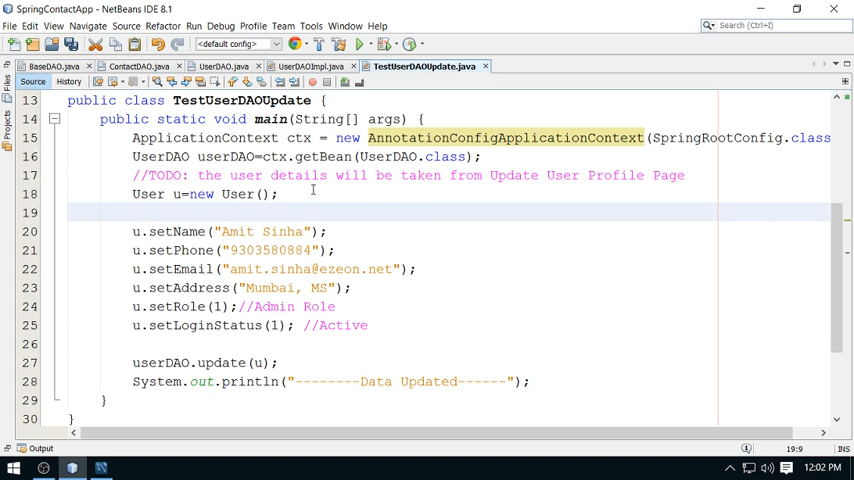 SpringContactApp - NetBeans IDE 8.1
File Edit View Navigate Source Refactor Run Debug Profile Team Tools Window Help
Search (Ctrl+I)
<default config>
BaseDAO.java ContactDAO.java UserDAO.java UserDAOImpl.java TestUserDAOUpdate.java
Source History
Files
Projects
13 public class TestUserDAOUpdate {
14 public static void main(String[] args) {
15 ApplicationContext ctx = new AnnotationConfigApplicationContext(SpringRootConfig.class
16 UserDAO userDAO=ctx.getBean(UserDAO.class);
17 //TODO: the user details will be taken from Update User Profile Page
18 User u=new User();
19
20 u.setName("Amit Sinha");
21 u.setPhone("9303580884");
22 u.setEmail("amit.sinha@ezeon.net");
23 u.setAddress("Mumbai, MS");
24 u.setRole(1);//Admin Role
25 u.setLoginStatus(1); //Active
26
27 userDAO.update(u);
28 System.out.println("--------Data Updated------");
29 }
30 }
Output
19:9 INS
12:02 PM